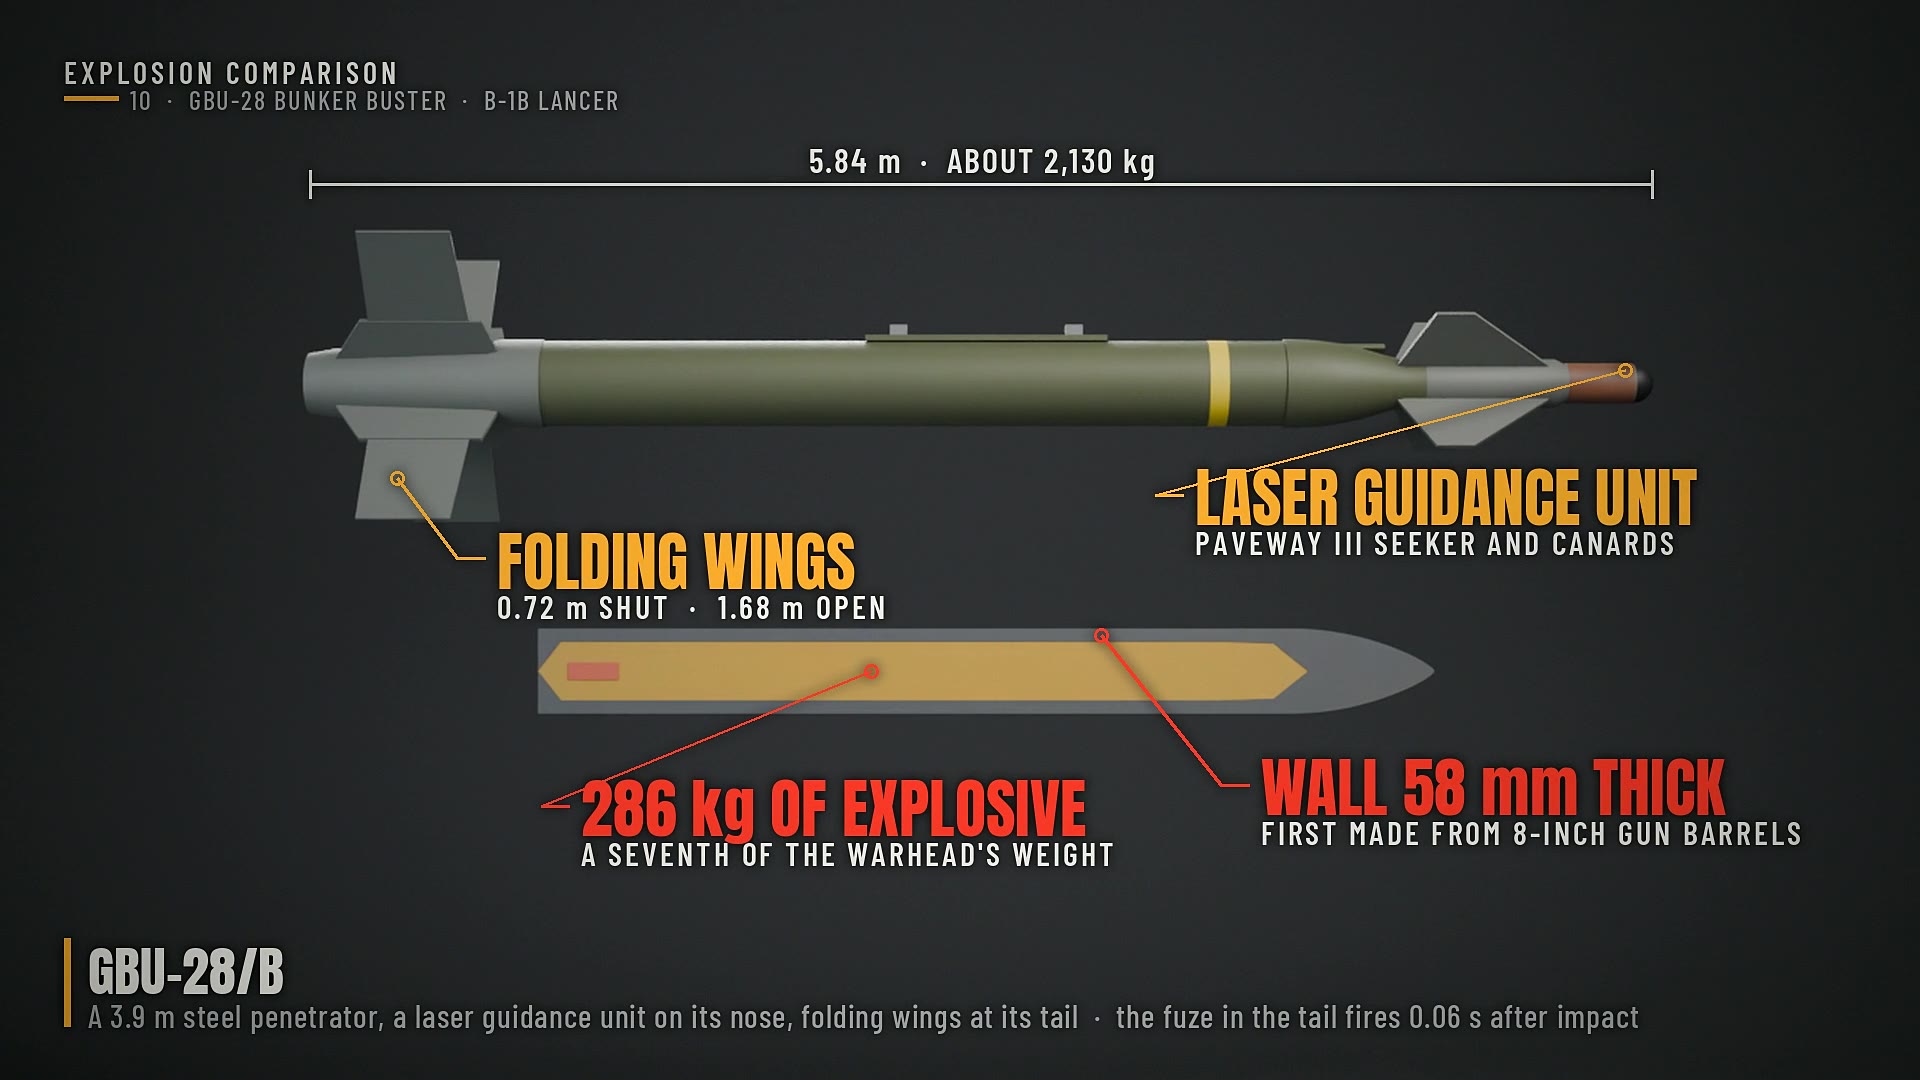 EXPLOSION COMPARISON
10 · GBU-28 BUNKER BUSTER · B-1B LANCER
5.84 m · ABOUT 2,130 kg
LASER GUIDANCE UNIT
PAVEWAY III SEEKER AND CANARDS
FOLDING WINGS
0.72 m SHUT · 1.68 m OPEN
286 kg OF EXPLOSIVE
A SEVENTH OF THE WARHEAD'S WEIGHT
WALL 58 mm THICK
FIRST MADE FROM 8-INCH GUN BARRELS
GBU-28/B
A 3.9 m steel penetrator, a laser guidance unit on its nose, folding wings at its tail · the fuze in the tail fires 0.06 s after impact